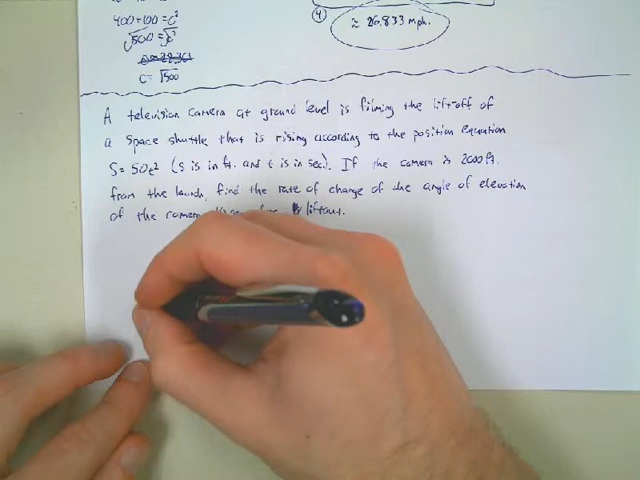 400+100 = c²
√500 = √c²
c = √500
4
≈ 26.833 mph.
A television camera at ground level is filming the lift-off of
a space shuttle that is rising according to the position equation
S = 50t² (s is in ft. and t is in sec.). If the camera is 2000 ft.
from the launch, find the rate of change of the angle of elevation
of the camera liftout.